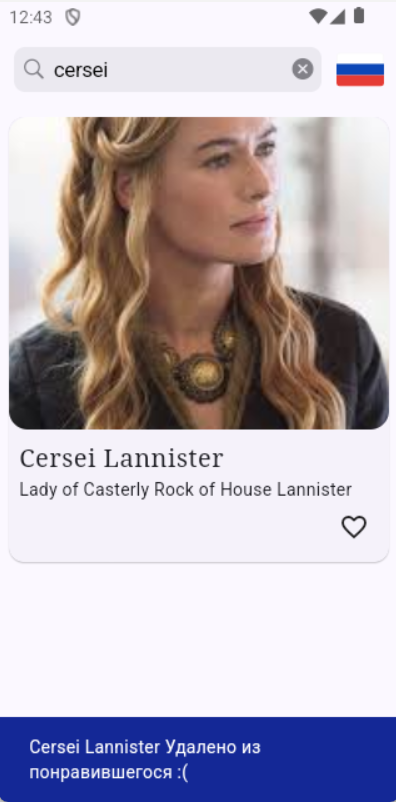 12:43
cersei
Cersei Lannister
Lady of Casterly Rock of House Lannister
Cersei Lannister Удалено из
понравившегося :(